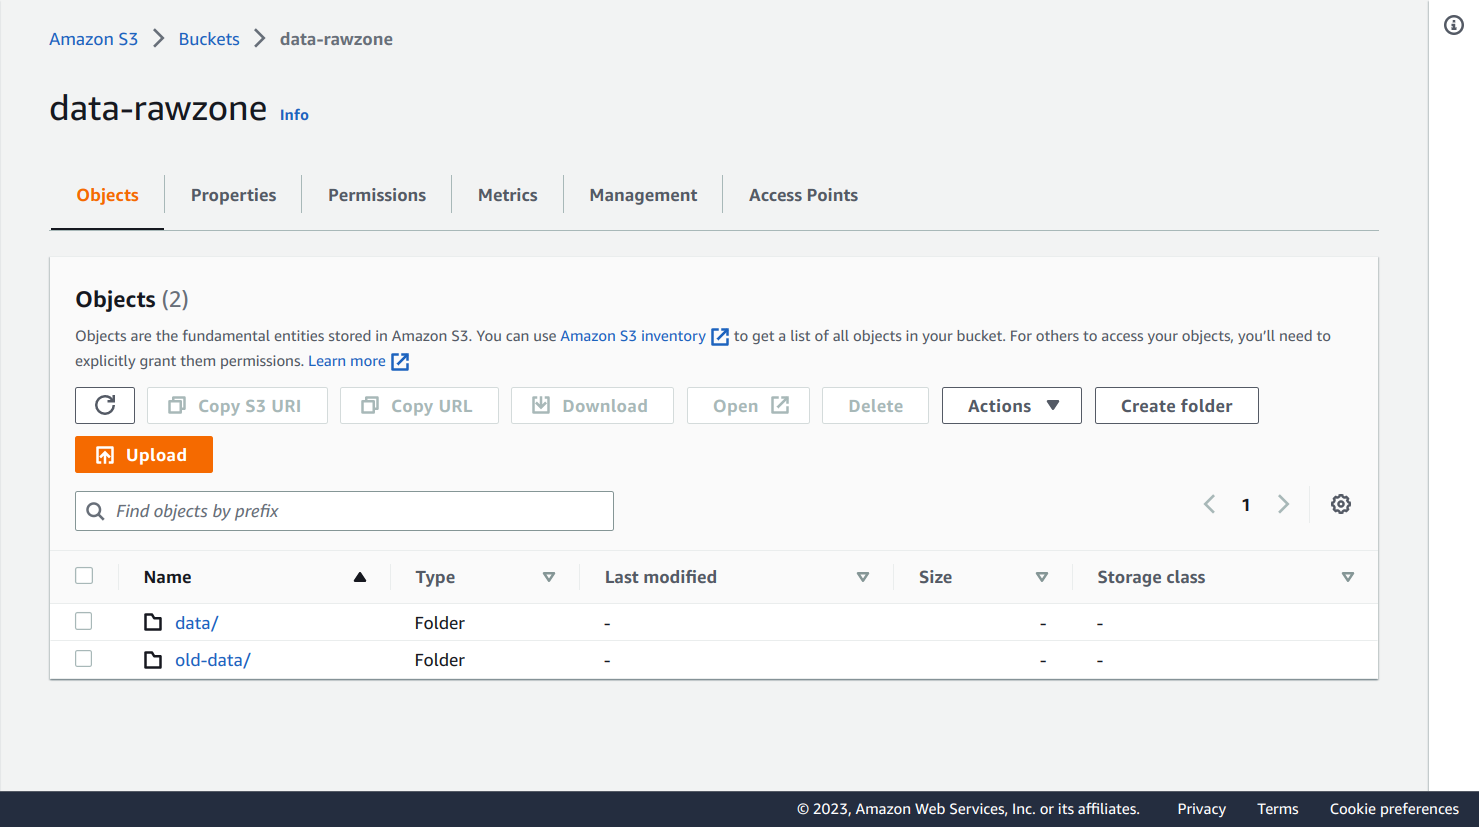 Amazon S3 > Buckets > data-rawzone
data-rawzone Info
Objects Properties Permissions Metrics Management Access Points
Objects (2)
Objects are the fundamental entities stored in Amazon S3. You can use Amazon S3 inventory to get a list of all objects in your bucket. For others to access your objects, you’ll need to
explicitly grant them permissions. Learn more
Copy S3 URI Copy URL Download Open Delete Actions Create folder
Upload
Find objects by prefix
1
Name Type Last modified Size Storage class
data/ Folder - - -
old-data/ Folder - - -
© 2023, Amazon Web Services, Inc. or its affiliates. Privacy Terms Cookie preferences